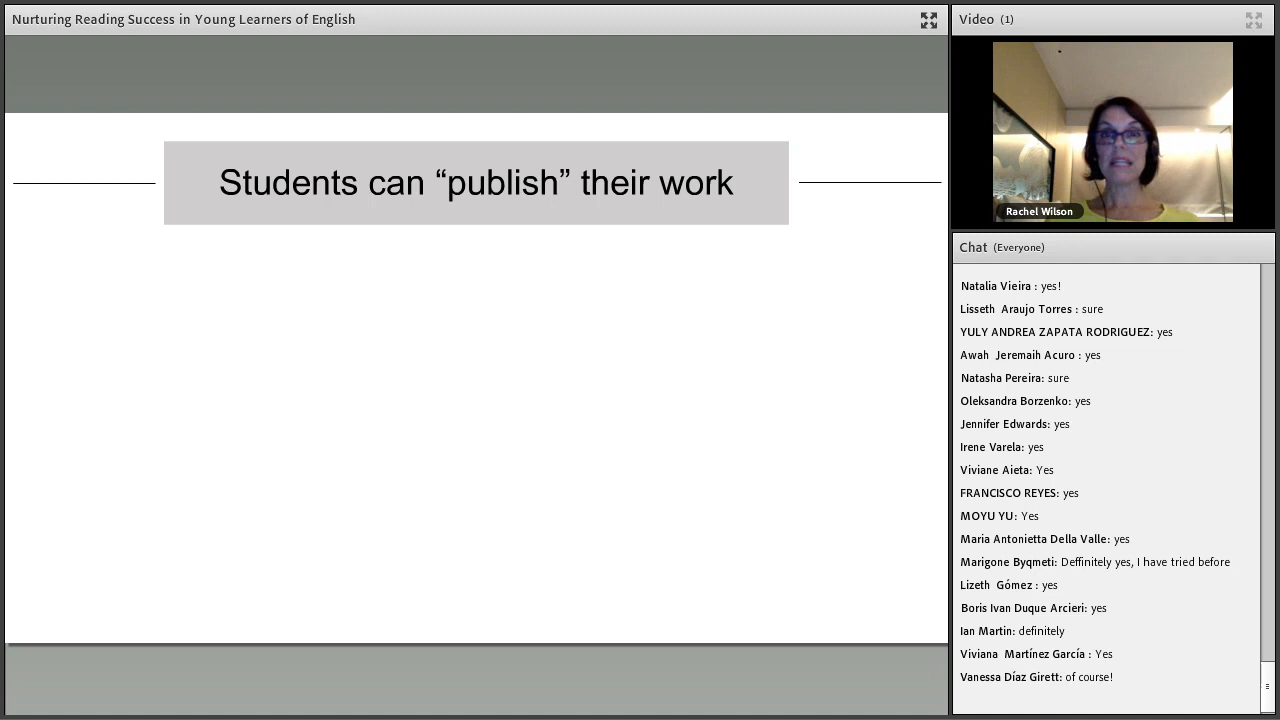 Nurturing Reading Success in Young Learners of English
Students can “publish” their work
Video (1)
Rachel Wilson
Chat (Everyone)
Natalia Vieira : yes!
Lisseth Araujo Torres : sure
YULY ANDREA ZAPATA RODRIGUEZ: yes
Awah Jeremaih Acuro : yes
Natasha Pereira: sure
Oleksandra Borzenko: yes
Jennifer Edwards: yes
Irene Varela: yes
Viviane Aieta: Yes
FRANCISCO REYES: yes
MOYU YU: Yes
Maria Antonietta Della Valle: yes
Marigone Byqmeti: Deffinitely yes, I have tried before
Lizeth Gómez : yes
Boris Ivan Duque Arcieri: yes
Ian Martin: definitely
Viviana Martínez García : Yes
Vanessa Díaz Girett: of course!